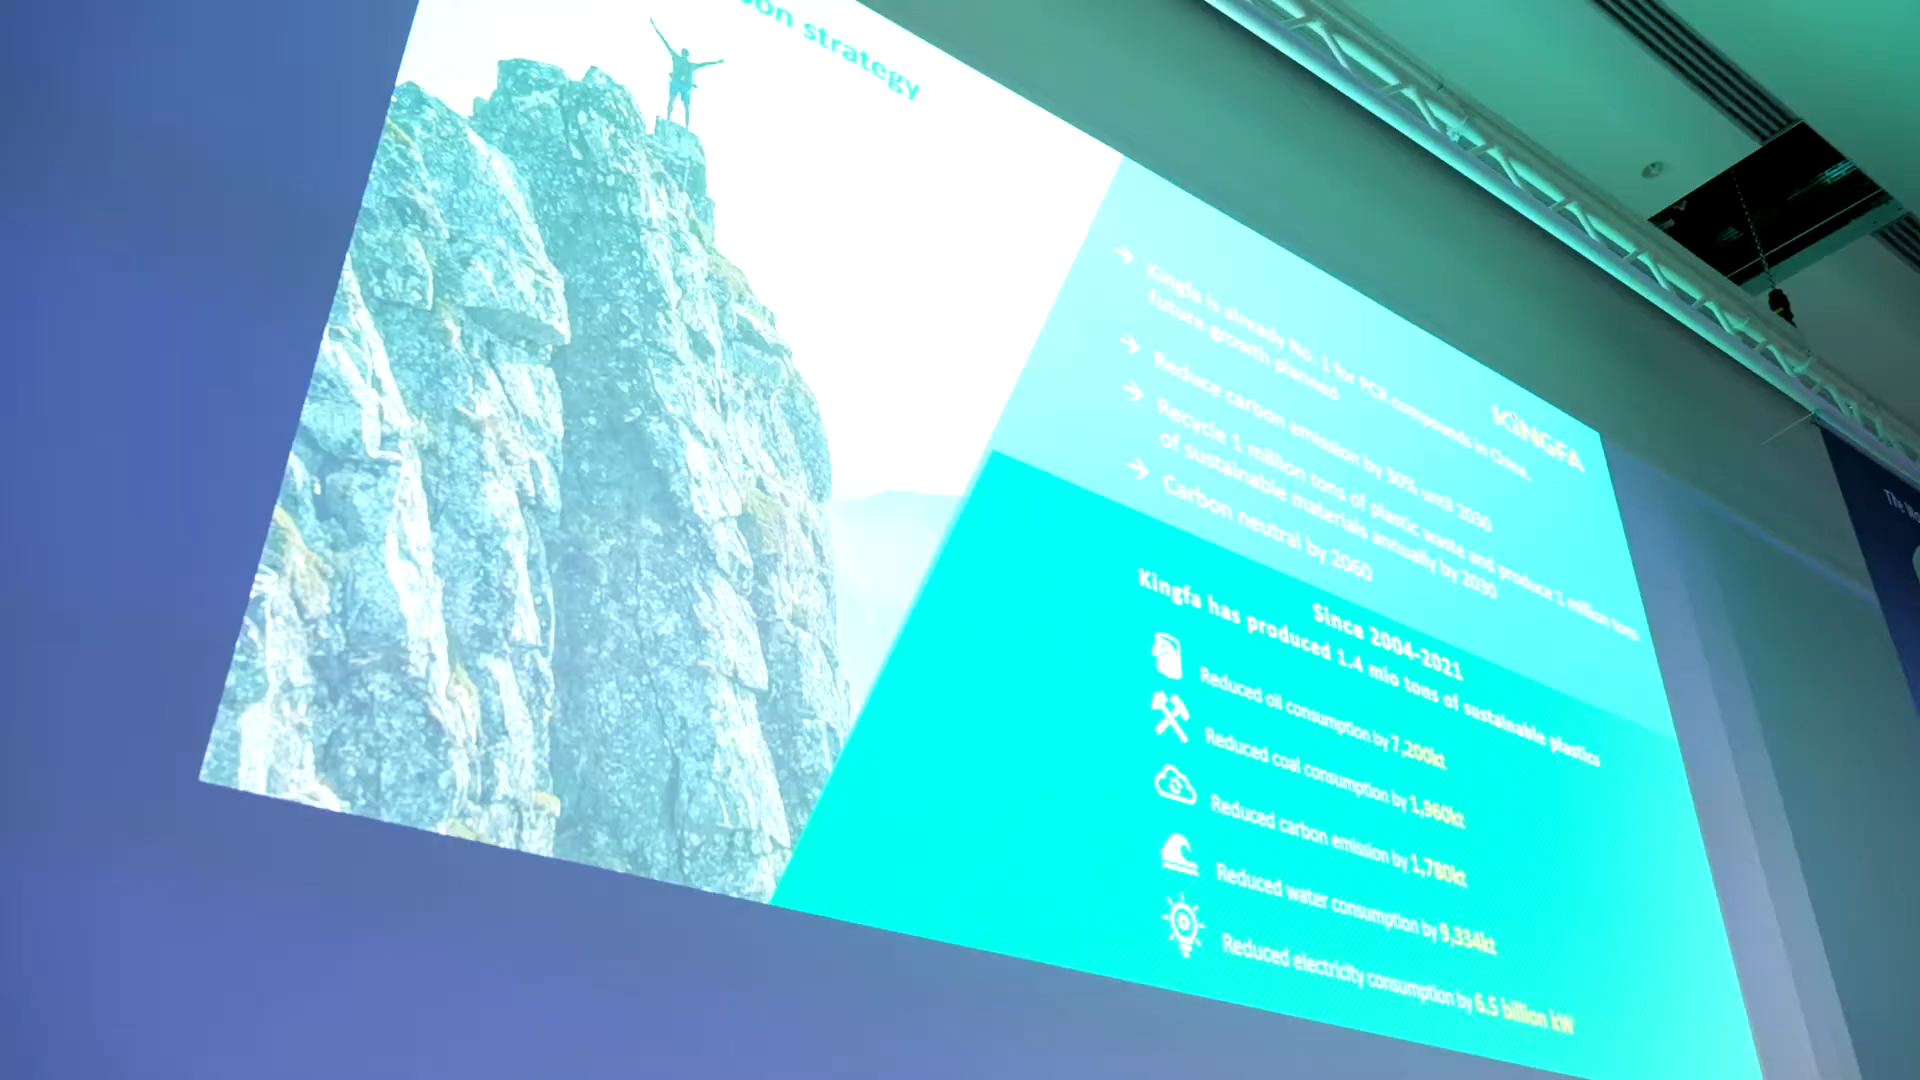 strategy
KINGFA
Kingfa is already No. 1 for PCR compounds in China,
future growth planned
Reduce carbon emission by 30% until 2030
Recycle 1 million tons of plastic waste and produce 1 million tons
of sustainable materials annually by 2030
Carbon neutral by 2060
Since 2004-2021
Kingfa has produced 1.4 mio tons of sustainable plastics
Reduced oil consumption by 7,200kt
Reduced coal consumption by 1,960kt
Reduced carbon emission by 1,780kt
Reduced water consumption by 9,334kt
Reduced electricity consumption by 6.5 billion kW
The